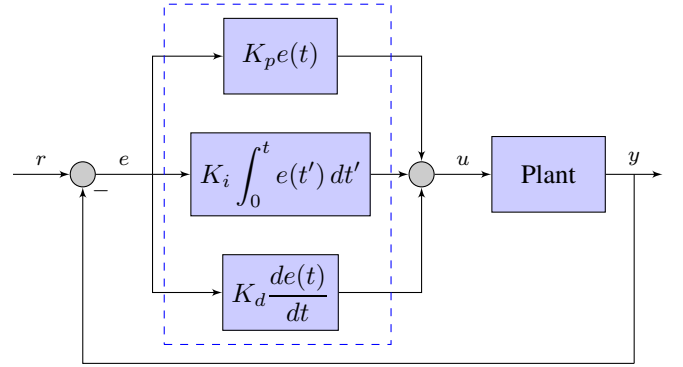 K_p e(t)
r
e
K_i ∫_0^t e(t′) dt′
u
Plant
y
−
K_d de(t)/dt